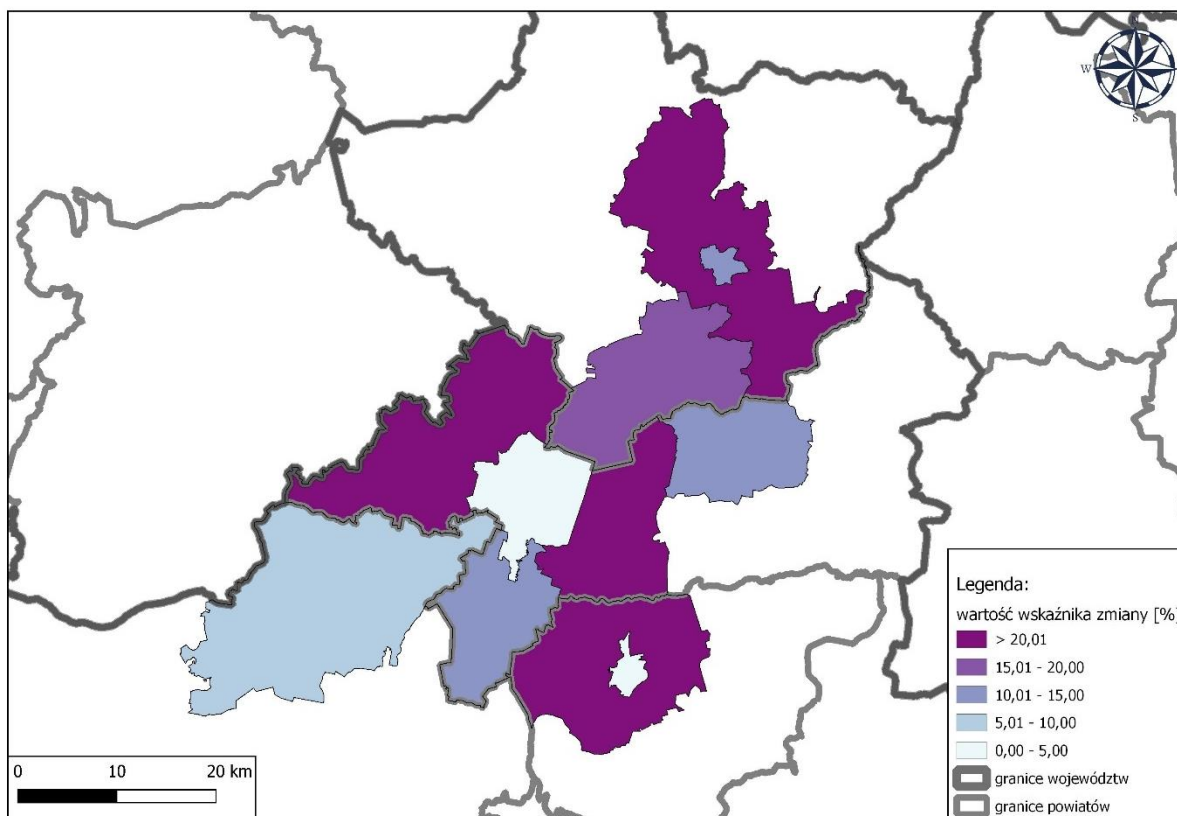 N
W
S
Legenda:
wartość wskaźnika zmiany [%]
> 20,01
15,01 - 20,00
10,01 - 15,00
5,01 - 10,00
0,00 - 5,00
granice województw
granice powiatów
0 10 20 km